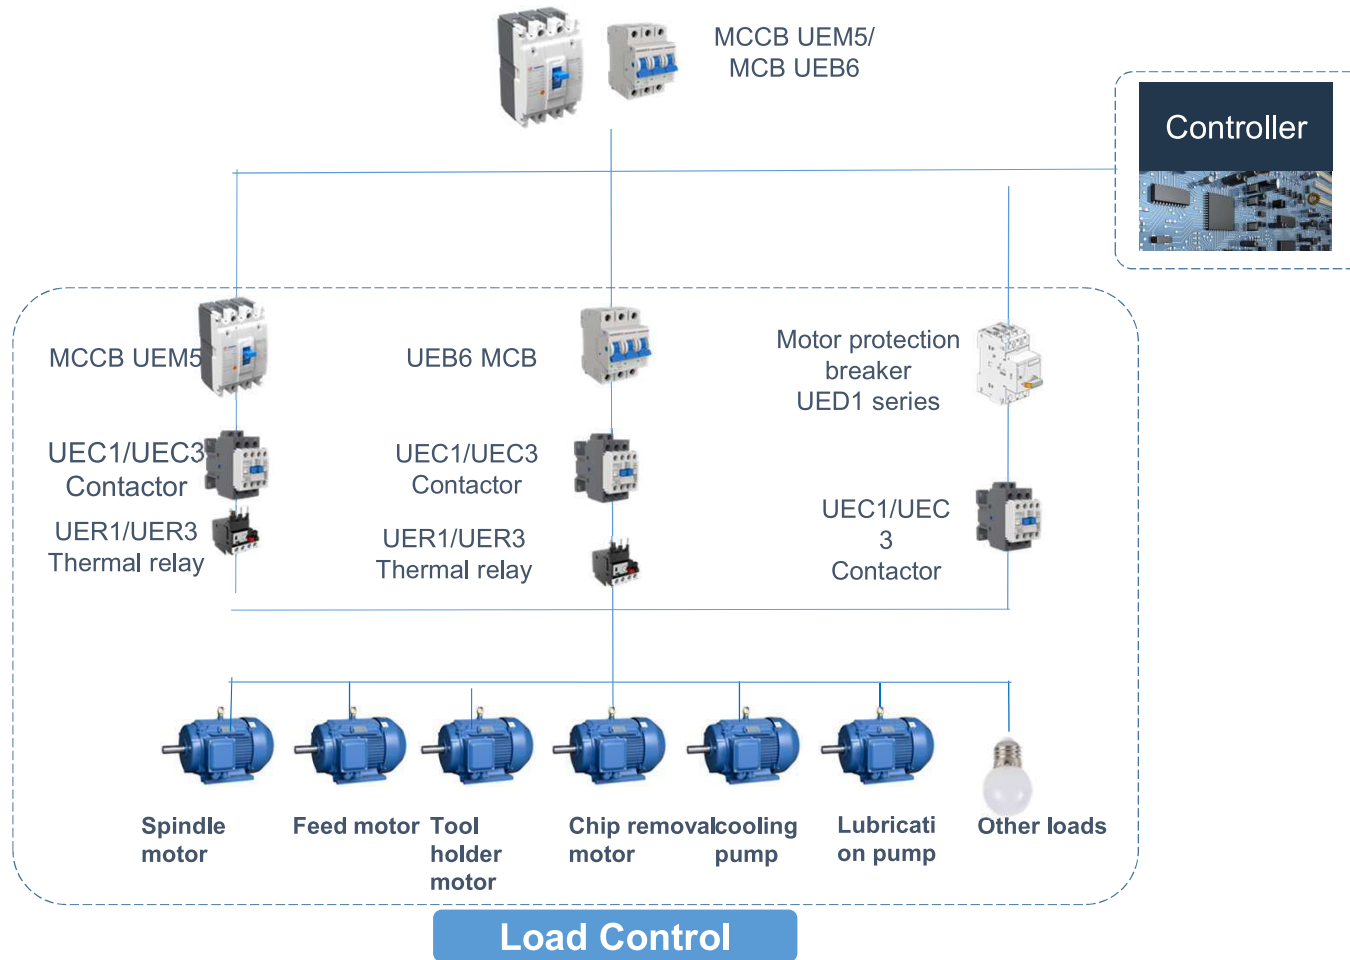 MCCB UEM5/
MCB UEB6
Controller
MCCB UEM5
UEB6 MCB
Motor protection
breaker
UED1 series
UEC1/UEC3
Contactor
UEC1/UEC3
Contactor
UEC1/UEC
3
Contactor
UER1/UER3
Thermal relay
UER1/UER3
Thermal relay
Spindle
motor
Feed motor
Tool
holder
motor
Chip removal
motor
cooling
pump
Lubricati
on pump
Other loads
Load Control